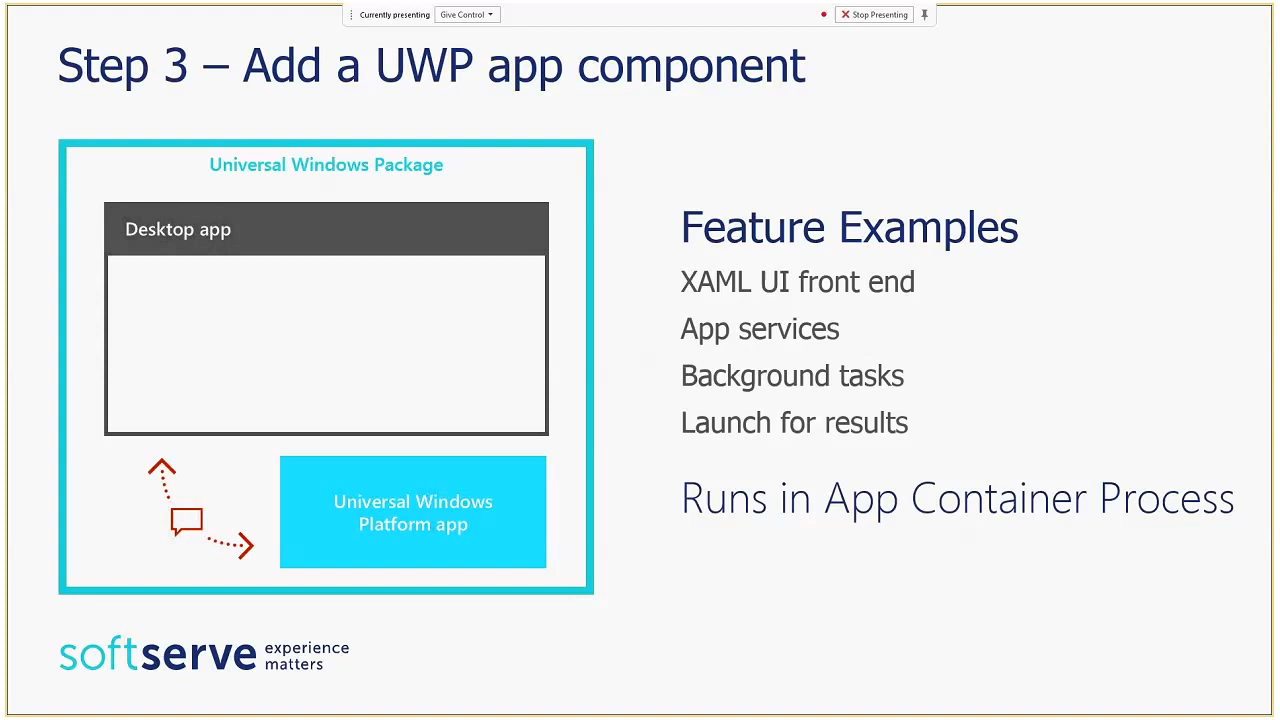 Currently presenting Give Control Stop Presenting
Step 3 – Add a UWP app component
Universal Windows Package
Desktop app
Universal Windows
Platform app
Feature Examples
XAML UI front end
App services
Background tasks
Launch for results
Runs in App Container Process
softserve experience
matters